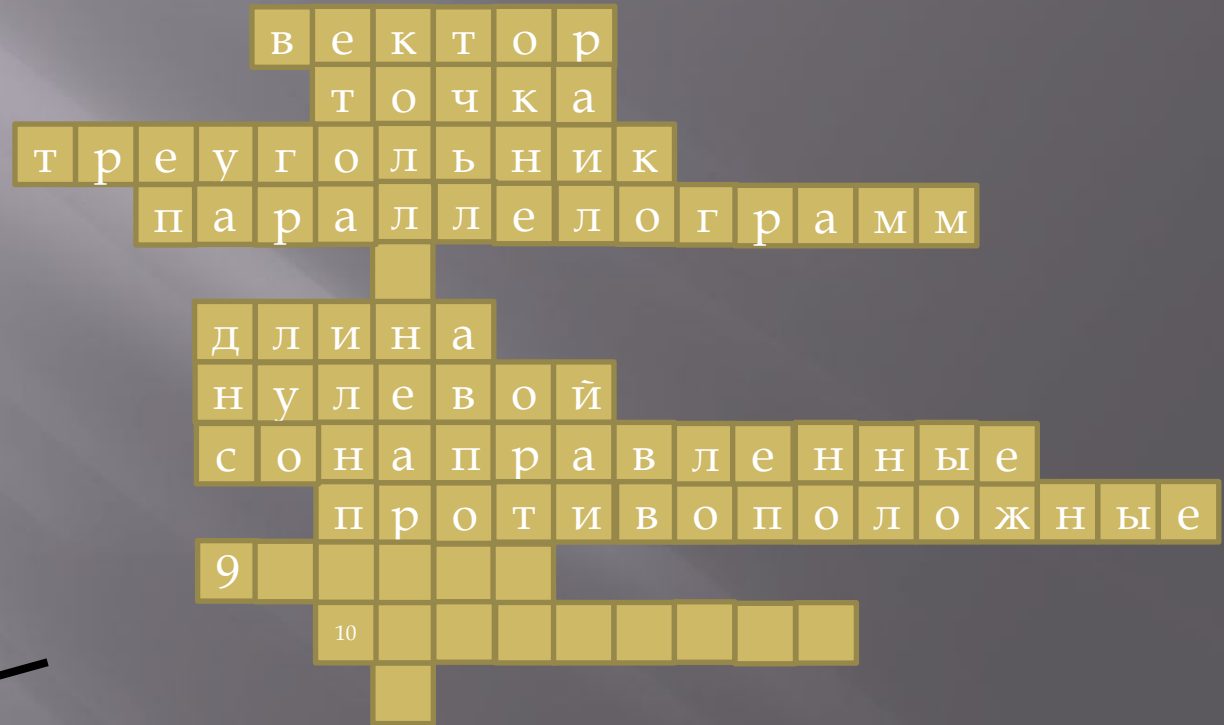 вектор
точка
треугольник
параллелограмм
длина
нулевой
сонаправленные
противоположные
9
10